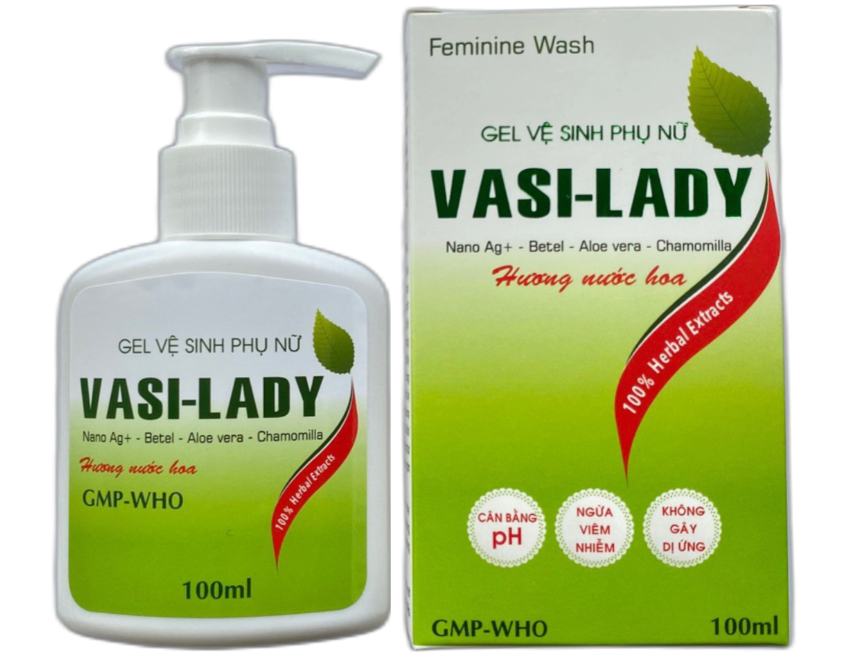 GEL VỆ SINH PHỤ NỮ
VASI-LADY
Nano Ag+ - Betel - Aloe vera - Chamomilla
Hương nước hoa
GMP-WHO
100% Herbal Extracts
100ml
Feminine Wash
GEL VỆ SINH PHỤ NỮ
VASI-LADY
Nano Ag+ - Betel - Aloe vera - Chamomilla
Hương nước hoa
100% Herbal Extracts
CÂN BẰNG
pH
NGỪA
VIÊM
NHIỄM
KHÔNG
GÂY
DỊ ỨNG
GMP-WHO
100ml